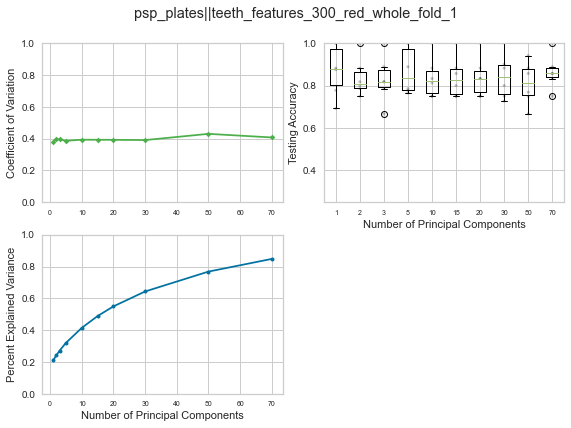 psp_plates||teeth_features_300_red_whole_fold_1
Coefficient of Variation
1.0
0.8
0.6
0.4
0.2
0.0
0 10 20 30 40 50 60 70
Testing Accuracy
1.0
0.8
0.6
0.4
1 2 3 5 10 15 20 30 50 70
Number of Principal Components
Percent Explained Variance
1.0
0.8
0.6
0.4
0.2
0.0
0 10 20 30 40 50 60 70
Number of Principal Components